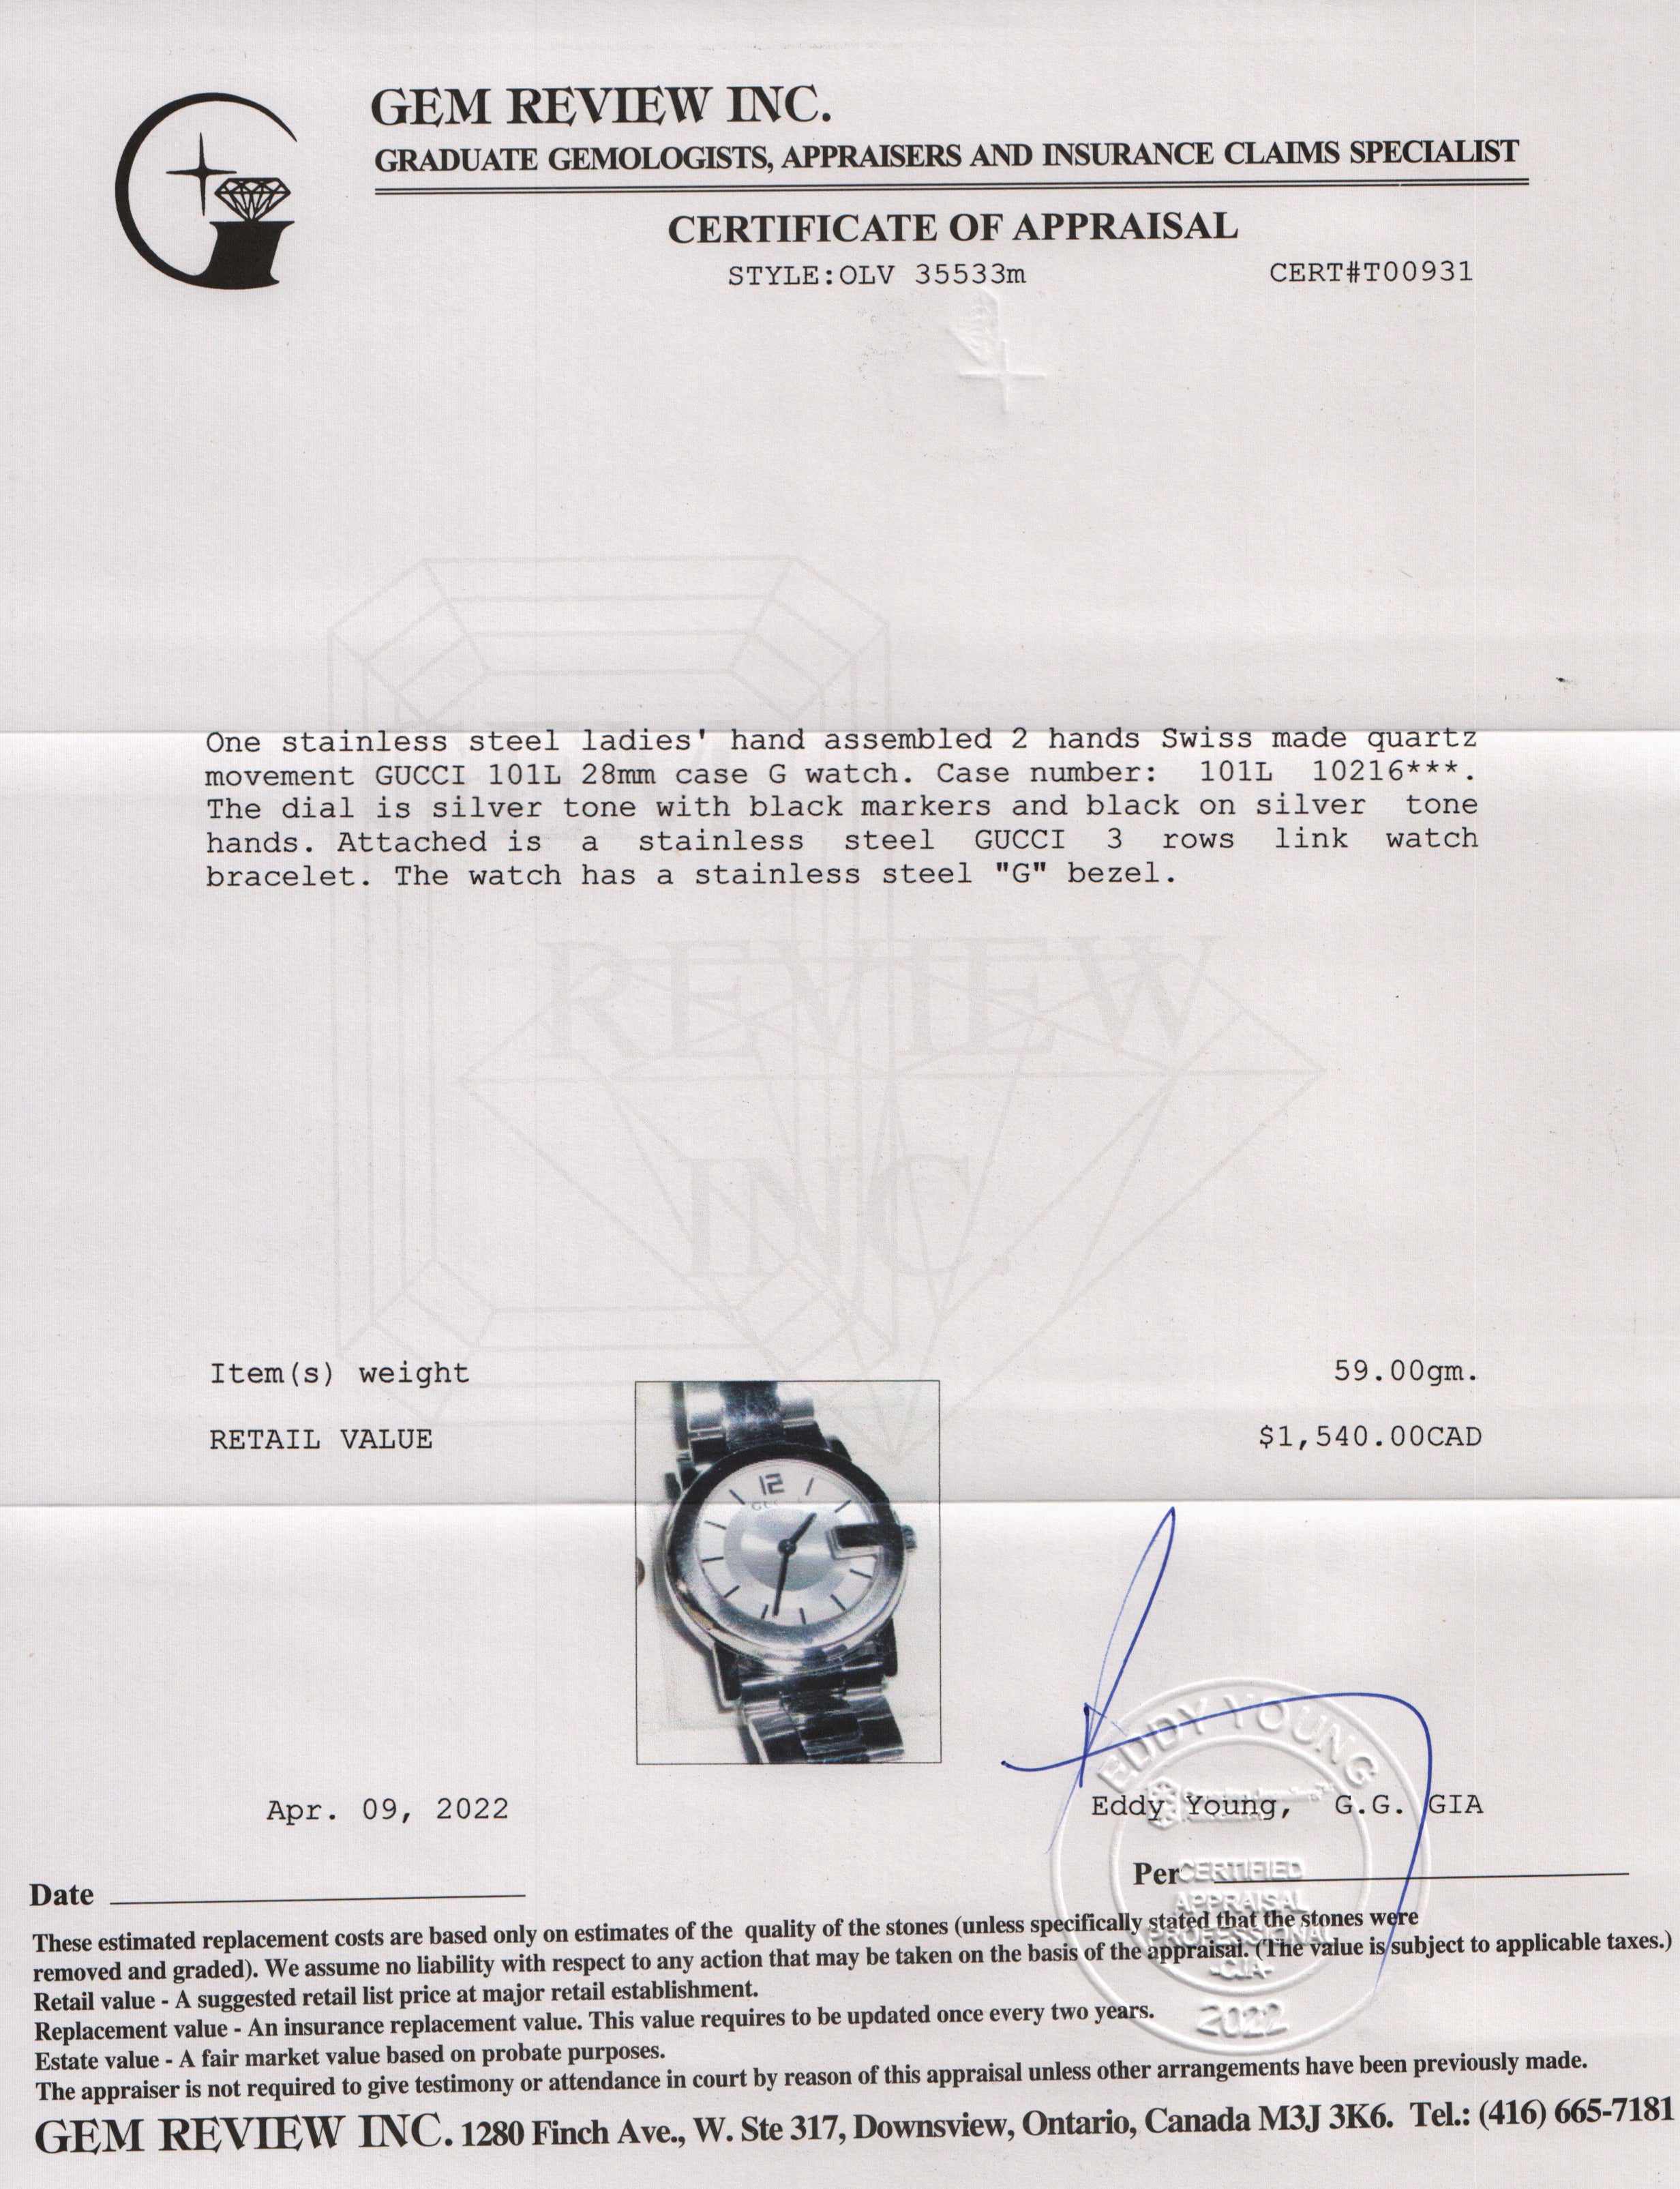 GEM REVIEW INC.
GRADUATE GEMOLOGISTS, APPRAISERS AND INSURANCE CLAIMS SPECIALIST
CERTIFICATE OF APPRAISAL
STYLE:OLV 35533m CERT#T00931
One stainless steel ladies' hand assembled 2 hands Swiss made quartz
movement GUCCI 101L 28mm case G watch. Case number: 101L 10216***.
The dial is silver tone with black markers and black on silver tone
hands. Attached is a stainless steel GUCCI 3 rows link watch
bracelet. The watch has a stainless steel "G" bezel.
REVIEW
INC.
Item(s) weight 59.00gm.
RETAIL VALUE $1,540.00CAD
12
EDDY YOUNG
Apr. 09, 2022 Eddy Young, G.G. GIA
Date Per
CERTIFIED
APPRAISAL
PROFESSIONAL
-CJA-
2022
These estimated replacement costs are based only on estimates of the quality of the stones (unless specifically stated that the stones were
removed and graded). We assume no liability with respect to any action that may be taken on the basis of the appraisal. (The value is subject to applicable taxes.)
Retail value - A suggested retail list price at major retail establishment.
Replacement value - An insurance replacement value. This value requires to be updated once every two years.
Estate value - A fair market value based on probate purposes.
The appraiser is not required to give testimony or attendance in court by reason of this appraisal unless other arrangements have been previously made.
GEM REVIEW INC. 1280 Finch Ave., W. Ste 317, Downsview, Ontario, Canada M3J 3K6. Tel.: (416) 665-7181